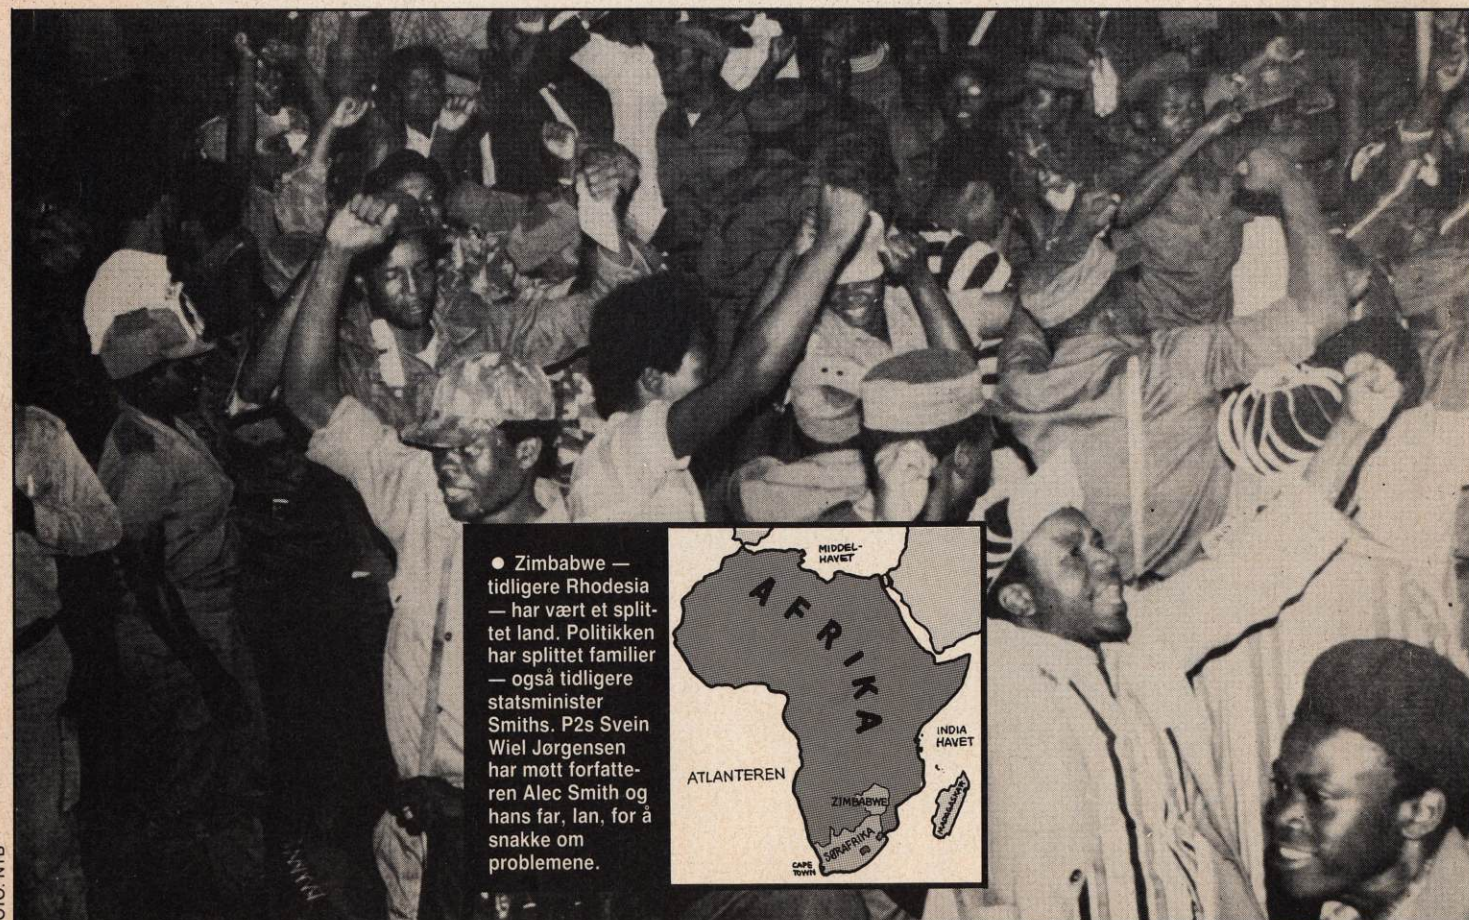 ● Zimbabwe —
tidligere Rhodesia
— har vært et split-
tet land. Politikken
har splittet familier
— også tidligere
statsminister
Smiths. P2s Svein
Wiel Jørgensen
har møtt forfatte-
ren Alec Smith og
hans far, Ian, for å
snakke om
problemene.
MIDDEL-
HAVET
AFRIKA
INDIA
HAVET
ATLANTEREN
ZIMBABWE
MADAGASKAR
SØRAFRIKA
CAPE
TOWN
NTB